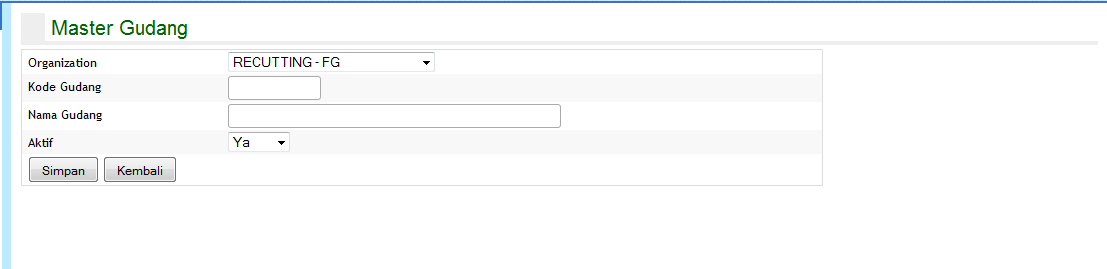 Master Gudang
Organization RECUTTING - FG
Kode Gudang
Nama Gudang
Aktif Ya
Simpan Kembali